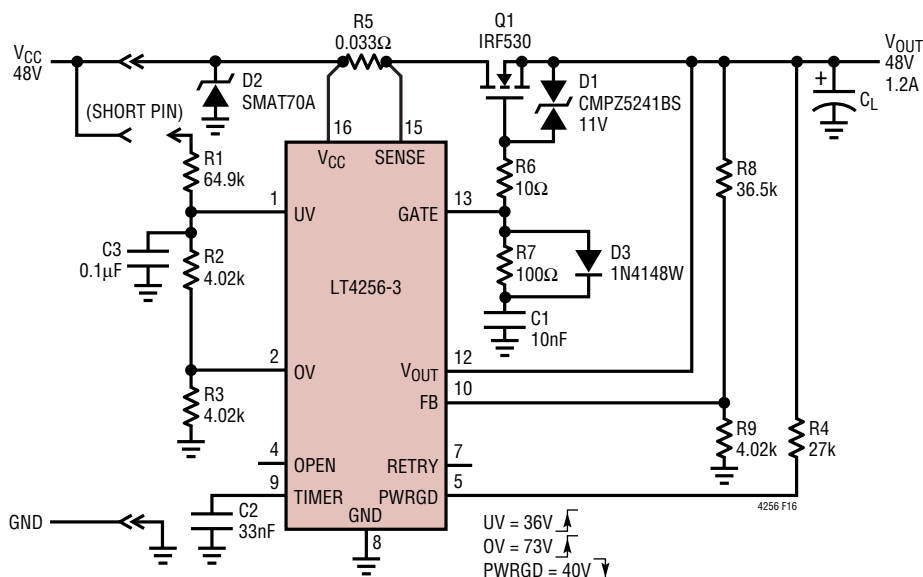 VCC
48V
(SHORT PIN)
R5
0.033Ω
Q1
IRF530
D2
SMAT70A
D1
CMPZ5241BS
11V
VOUT
48V
1.2A
+
CL
R1
64.9k
C3
0.1µF
R2
4.02k
R3
4.02k
16
15
VCC
SENSE
1
UV
13
GATE
LT4256-3
2
OV
12
VOUT
10
FB
4
OPEN
7
RETRY
9
TIMER
5
PWRGD
GND
8
R6
10Ω
R7
100Ω
D3
1N4148W
C1
10nF
R8
36.5k
R9
4.02k
R4
27k
GND
C2
33nF
UV = 36V
OV = 73V
PWRGD = 40V
4256 F16